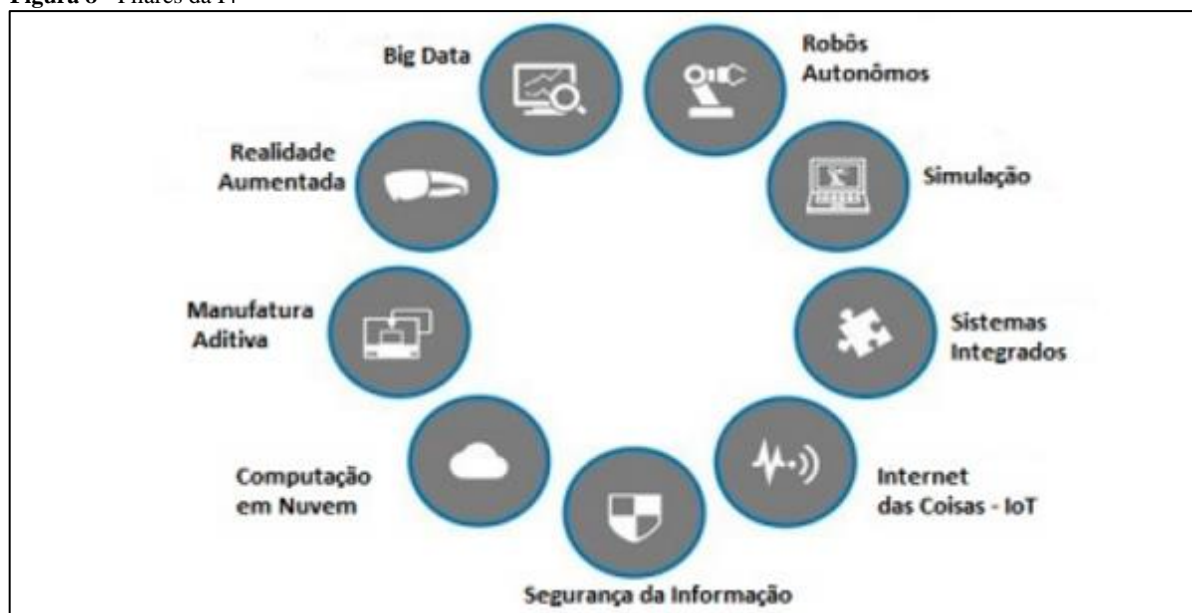 Big Data
Robôs
Autonômos
Realidade
Aumentada
Simulação
Manufatura
Aditiva
Sistemas
Integrados
Computação
em Nuvem
Internet
das Coisas - IoT
Segurança da Informação